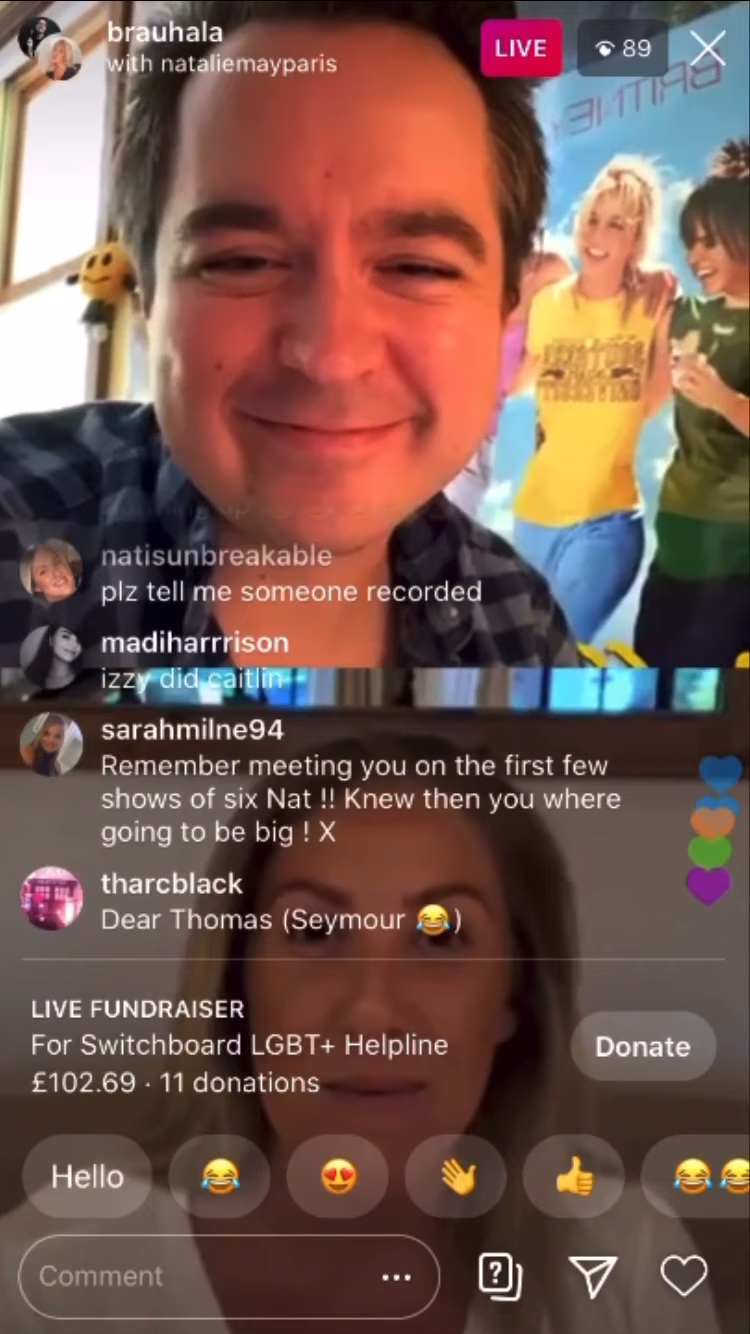 brauhala
with nataliemayparis
LIVE
89
BRITNEY
natisunbreakable
plz tell me someone recorded
madiharrrison
izzy did caitlin
sarahmilne94
Remember meeting you on the first few
shows of six Nat !! Knew then you where
going to be big ! X
tharcblack
Dear Thomas (Seymour 😂)
LIVE FUNDRAISER
For Switchboard LGBT+ Helpline
£102.69 · 11 donations
Donate
Hello 😂 😍 👋 👍 😂😂
Comment